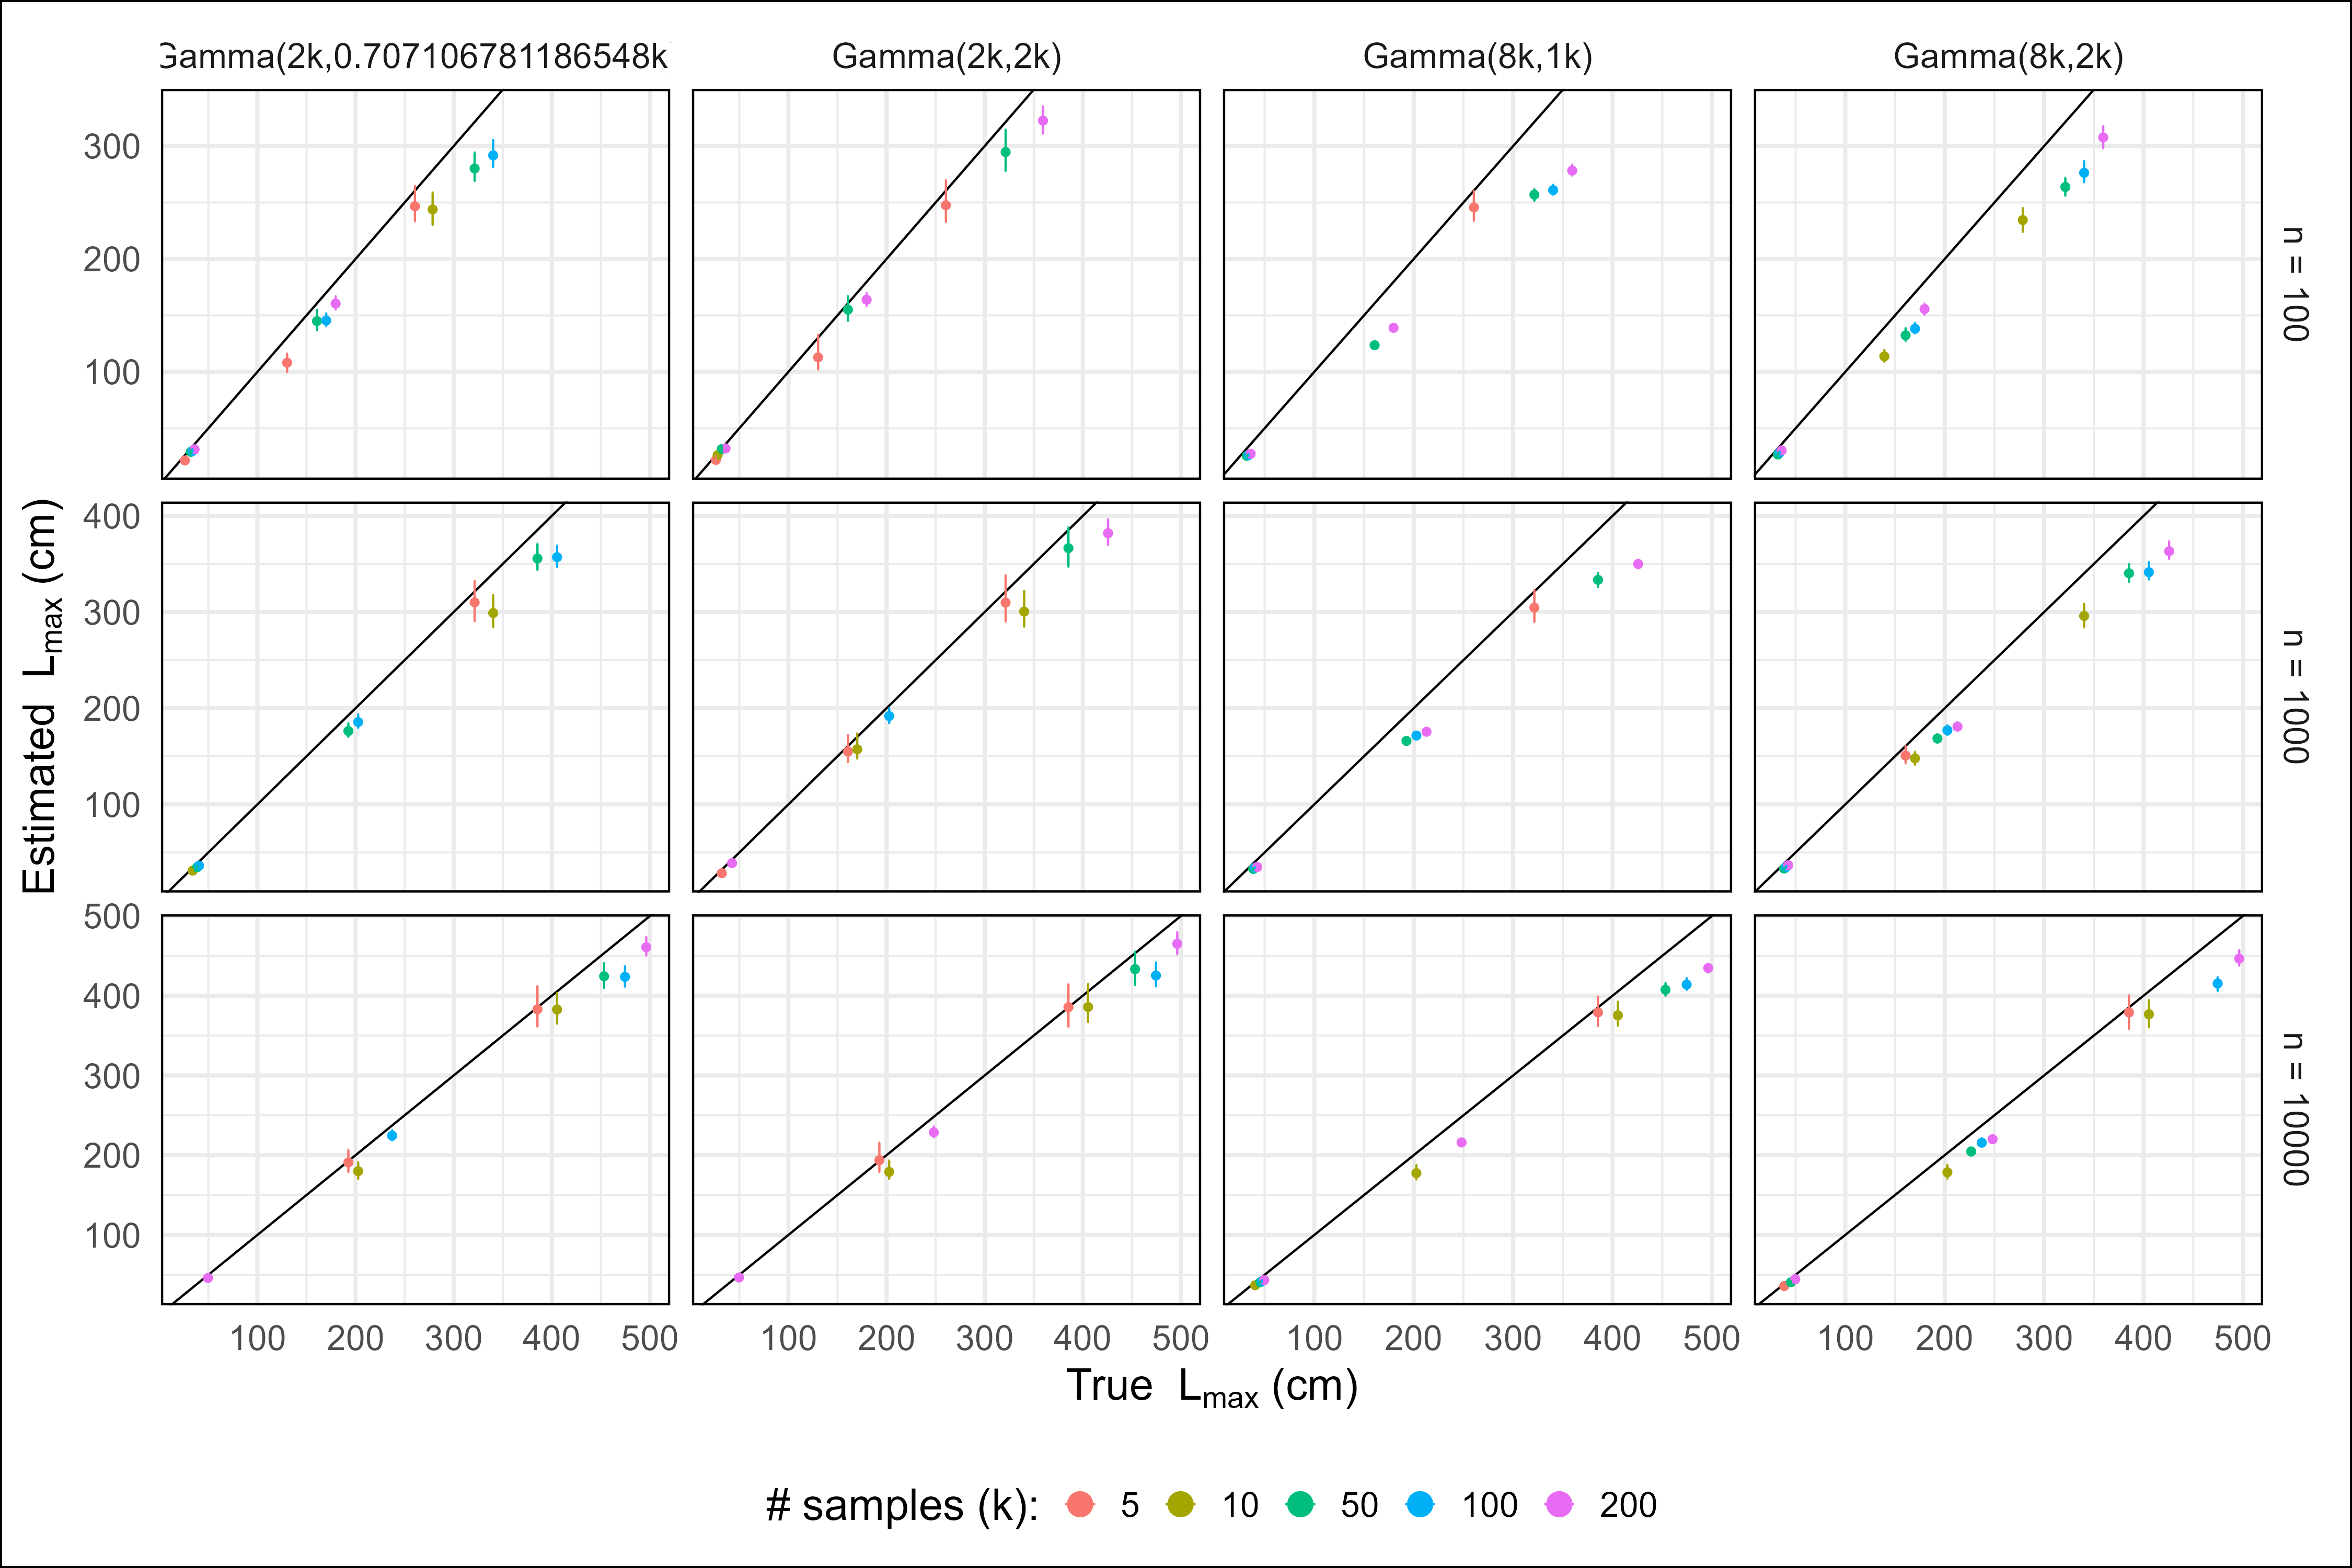 Gamma(2k,0.707106781186548k
Gamma(2k,2k)
Gamma(8k,1k)
Gamma(8k,2k)
300
200
100
n = 100
400
300
200
100
n = 1000
500
400
300
200
100
n = 10000
Estimated Lmax (cm)
100 200 300 400 500
100 200 300 400 500
100 200 300 400 500
100 200 300 400 500
True Lmax (cm)
# samples (k): 5 10 50 100 200